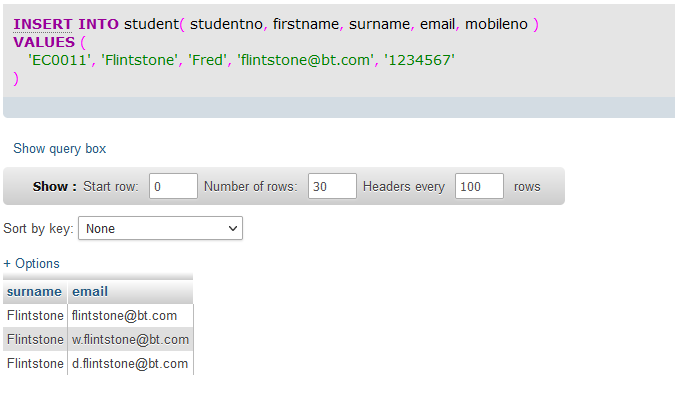 INSERT INTO student( studentno, firstname, surname, email, mobileno )
VALUES (
'EC0011', 'Flintstone', 'Fred', 'flintstone@bt.com', '1234567'
)
Show query box
Show : Start row: 0 Number of rows: 30 Headers every 100 rows
Sort by key: None
+ Options
surname email
Flintstone flintstone@bt.com
Flintstone w.flintstone@bt.com
Flintstone d.flintstone@bt.com